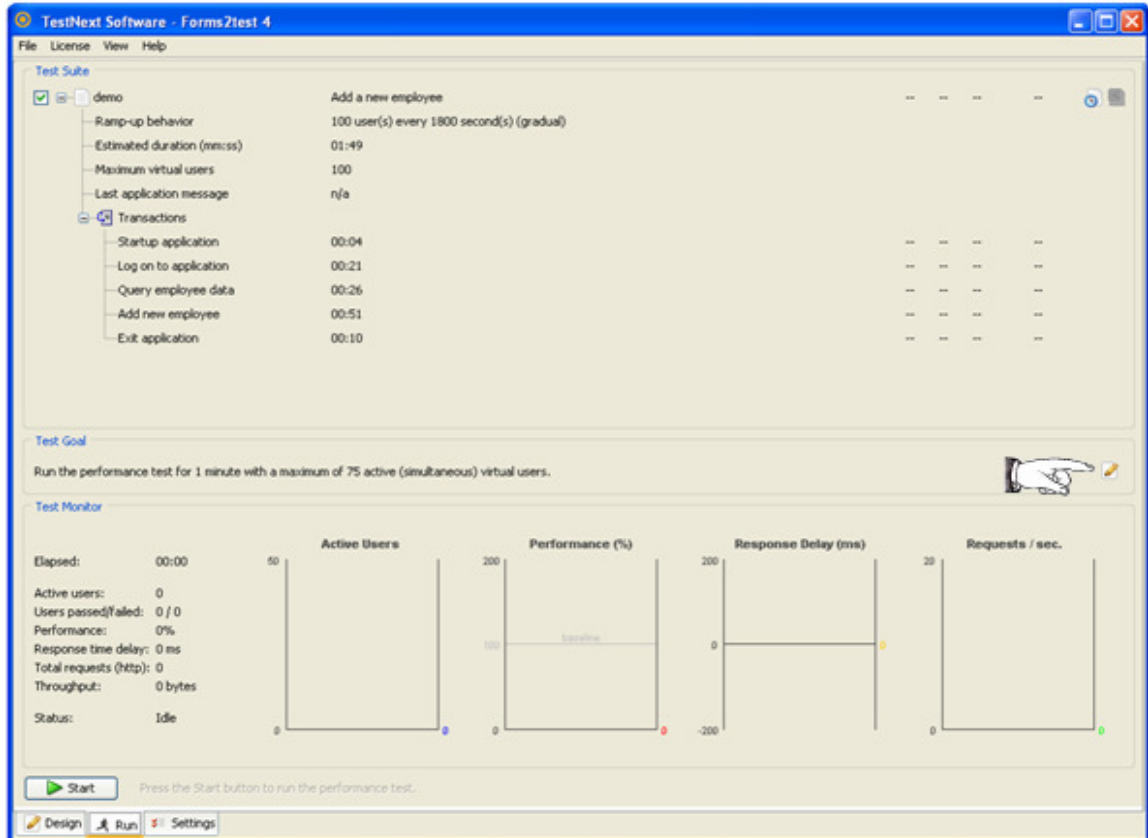 TestNext Software - Forms2test 4
File License View Help
Test Suite
demo Add a new employee -- -- -- --
Ramp-up behavior 100 user(s) every 1800 second(s) (gradual)
Estimated duration (mm:ss) 01:49
Maximum virtual users 100
Last application message n/a
Transactions
Startup application 00:04 -- -- -- --
Log on to application 00:21 -- -- -- --
Query employee data 00:26 -- -- -- --
Add new employee 00:51 -- -- -- --
Exit application 00:10 -- -- -- --
Test Goal
Run the performance test for 1 minute with a maximum of 75 active (simultaneous) virtual users.
Test Monitor
Elapsed: 00:00
Active users: 0
Users passed/failed: 0 / 0
Performance: 0%
Response time delay: 0 ms
Total requests (http): 0
Throughput: 0 bytes
Status: Idle
Active Users
50
0 0
Performance (%)
200
100 baseline
0 0
Response Delay (ms)
200
0 0
-200
Requests / sec.
20
0 0
Start Press the Start button to run the performance test.
Design Run Settings